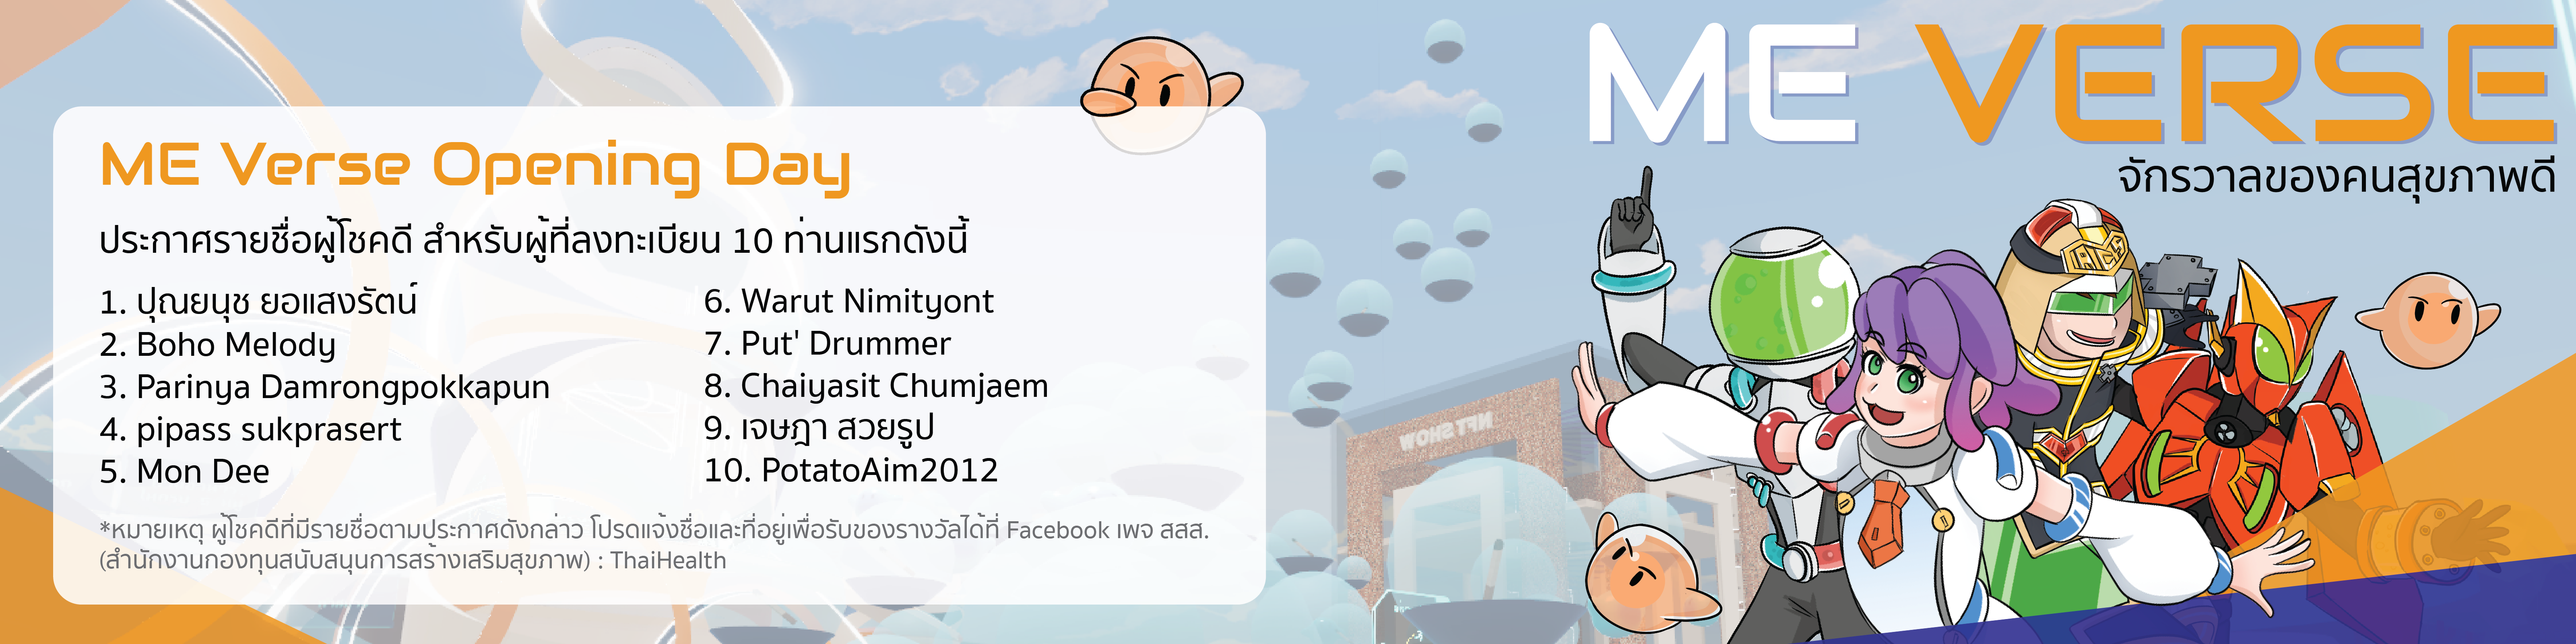 ME VERSE
จักรวาลของคนสุขภาพดี
ME Verse Opening Day
ประกาศรายชื่อผู้โชคดี สำหรับผู้ที่ลงทะเบียน 10 ท่านแรกดังนี้
1. ปุณยนุช ยอแสงรัตน์
2. Boho Melody
3. Parinya Damrongpokkapun
4. pipass sukprasert
5. Mon Dee
6. Warut Nimityont
7. Put' Drummer
8. Chaiyasit Chumjaem
9. เจษฎา สวยรูป
10. PotatoAim2012
*หมายเหตุ ผู้โชคดีที่มีรายชื่อตามประกาศดังกล่าว โปรดแจ้งชื่อและที่อยู่เพื่อรับของรางวัลได้ที่ Facebook เพจ สสส.
(สำนักงานกองทุนสนับสนุนการสร้างเสริมสุขภาพ) : ThaiHealth
NFT SHOW